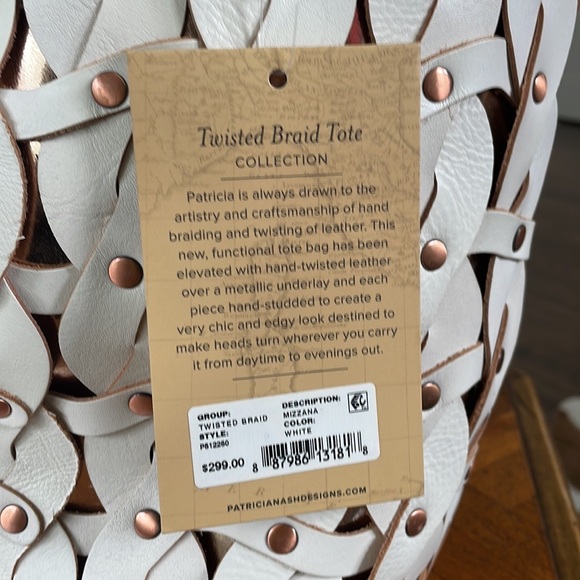 Twisted Braid Tote
COLLECTION
Patricia is always drawn to the
artistry and craftsmanship of hand
braiding and twisting of leather. This
new, functional tote bag has been
elevated with hand-twisted leather
over a metallic underlay and each
piece hand-studded to create a
very chic and edgy look destined to
make heads turn wherever you carry
it from daytime to evenings out.
GROUP:
TWISTED BRAID
STYLE:
P612260
DESCRIPTION:
MIZZANA
COLOR:
WHITE
$299.00
8 87986 13181 8
PATRICIANASHDESIGNS.COM